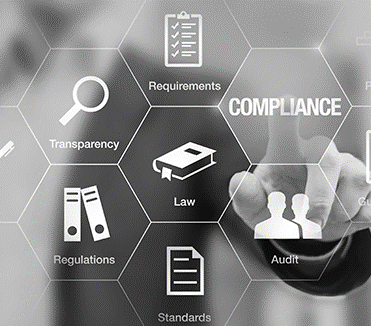 Requirements
COMPLIANCE
Transparency
Law
Regulations
Audit
Standards